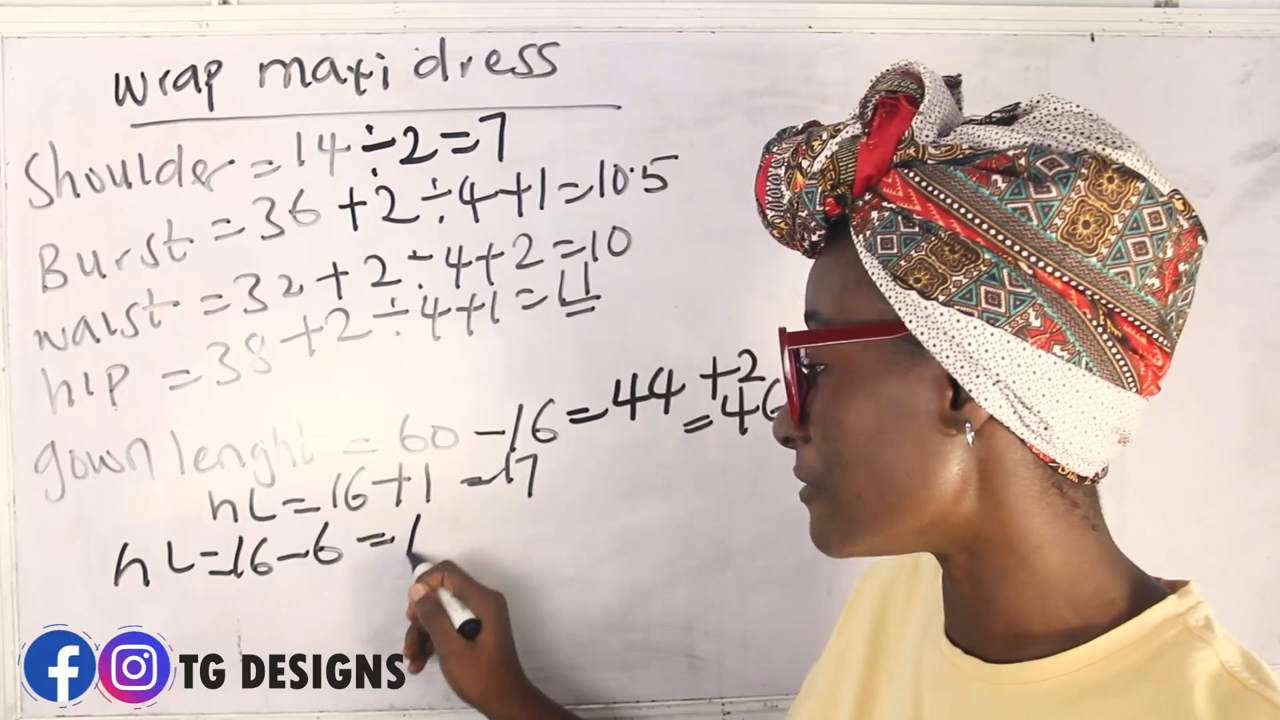 wrap maxi dress
Shoulder = 14 ÷ 2 = 7
Burst = 36 + 2 ÷ 4 + 1 = 10.5
waist = 32 + 2 ÷ 4 + 2 = 10
hip = 38 + 2 ÷ 4 + 1 = 11
gown lenght = 60 - 16 = 44 + 2
= 46
hL = 16 + 1 = 17
hL = 16 - 6 = 1
TG DESIGNS